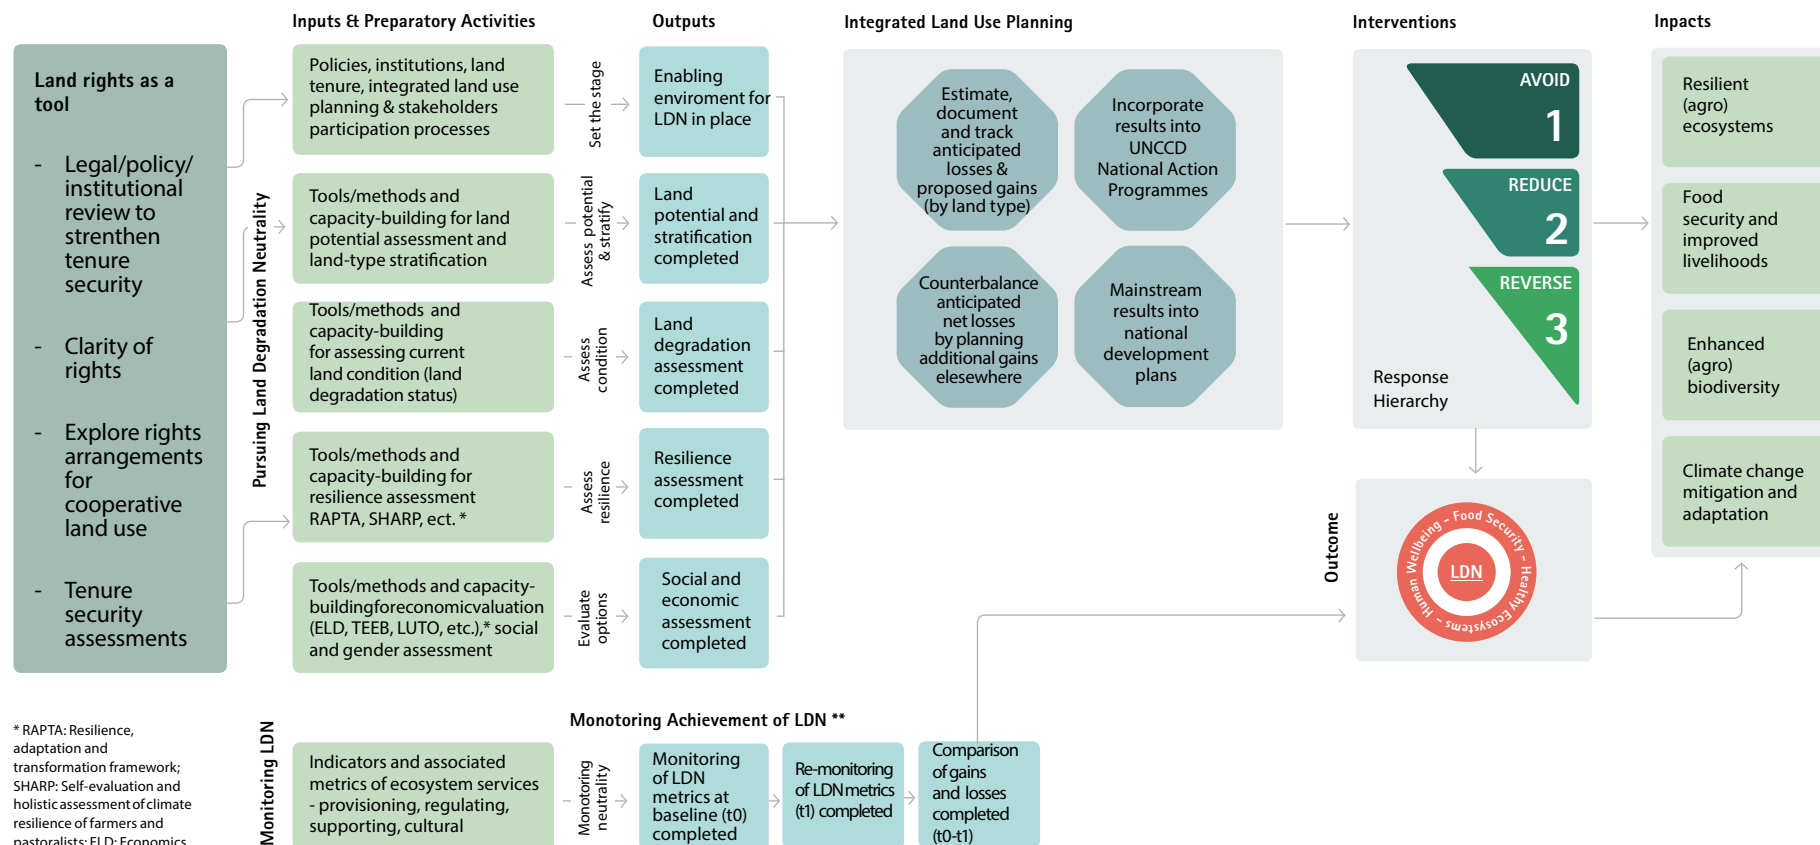 Inputs & Preparatory Activities
Outputs
Integrated Land Use Planning
Interventions
Inpacts
Land rights as a
tool
- Legal/policy/
institutional
review to
strenthen
tenure
security
- Clarity of
rights
- Explore rights
arrangements
for
cooperative
land use
- Tenure
security
assessments
Pursuing Land Degradation Neutrality
Policies, institutions, land
tenure, integrated land use
planning & stakeholders
participation processes
Set the stage
Enabling
enviroment for
LDN in place
Tools/methods and
capacity-building for land
potential assessment and
land-type stratification
Assess potential
& stratify
Land
potential and
stratification
completed
Tools/methods and
capacity-building
for assessing current
land condition (land
degradation status)
Assess
condition
Land
degradation
assessment
completed
Tools/methods and
capacity-building for
resilience assessment
RAPTA, SHARP, ect. *
Assess
resilience
Resilience
assessment
completed
Tools/methods and capacity-
buildingforeconomicvaluation
(ELD, TEEB, LUTO, etc.),* social
and gender assessment
Evaluate
options
Social and
economic
assessment
completed
Estimate,
document
and track
anticipated
losses &
proposed gains
(by land type)
Incorporate
results into
UNCCD
National Action
Programmes
Counterbalance
anticipated
net losses
by planning
additional gains
elesewhere
Mainstream
results into
national
development
plans
AVOID
1
REDUCE
2
REVERSE
3
Response
Hierarchy
Outcome
Human Wellbeing - Food Security - Healthy Ecosystems -
LDN
Resilient
(agro)
ecosystems
Food
security and
improved
livelihoods
Enhanced
(agro)
biodiversity
Climate change
mitigation and
adaptation
* RAPTA: Resilience,
adaptation and
transformation framework;
SHARP: Self-evaluation and
holistic assessment of climate
resilience of farmers and
pastoralists; ELD: Economics
Monitoring LDN
Monotoring Achievement of LDN **
Indicators and associated
metrics of ecosystem services
- provisioning, regulating,
supporting, cultural
Monotoring
neutrality
Monitoring
of LDN
metrics at
baseline (t0)
completed
Re-monitoring
of LDN metrics
(t1) completed
Comparison
of gains
and losses
completed
(t0-t1)